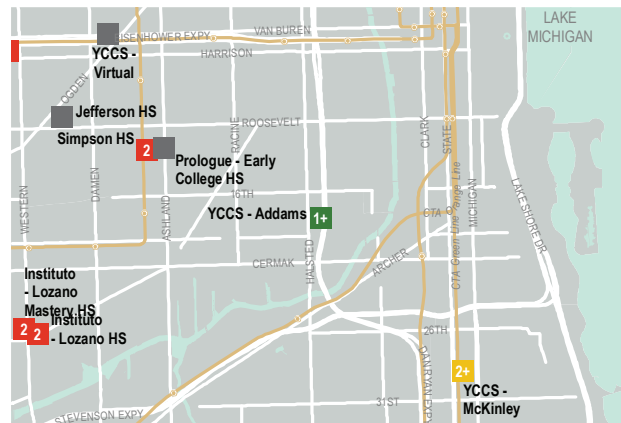 LAKE
MICHIGAN
VAN BUREN
EISENHOWER EXPY
HARRISON
YCCS -
Virtual
OGDEN
Jefferson HS
ROOSEVELT
Simpson HS
2
Prologue - Early
College HS
RACINE
CLARK
STATE
WESTERN
DAMEN
ASHLAND
16TH
YCCS - Addams
1+
CTA
CTA Green Line
range Line
MICHIGAN
LAKE SHORE DR
HALSTED
CERMAK
ARCHER
Instituto
- Lozano
Mastery HS
2
2
Instituto
- Lozano HS
26TH
DAN RYAN EXPY
2+
YCCS -
McKinley
31ST
STEVENSON EXPY